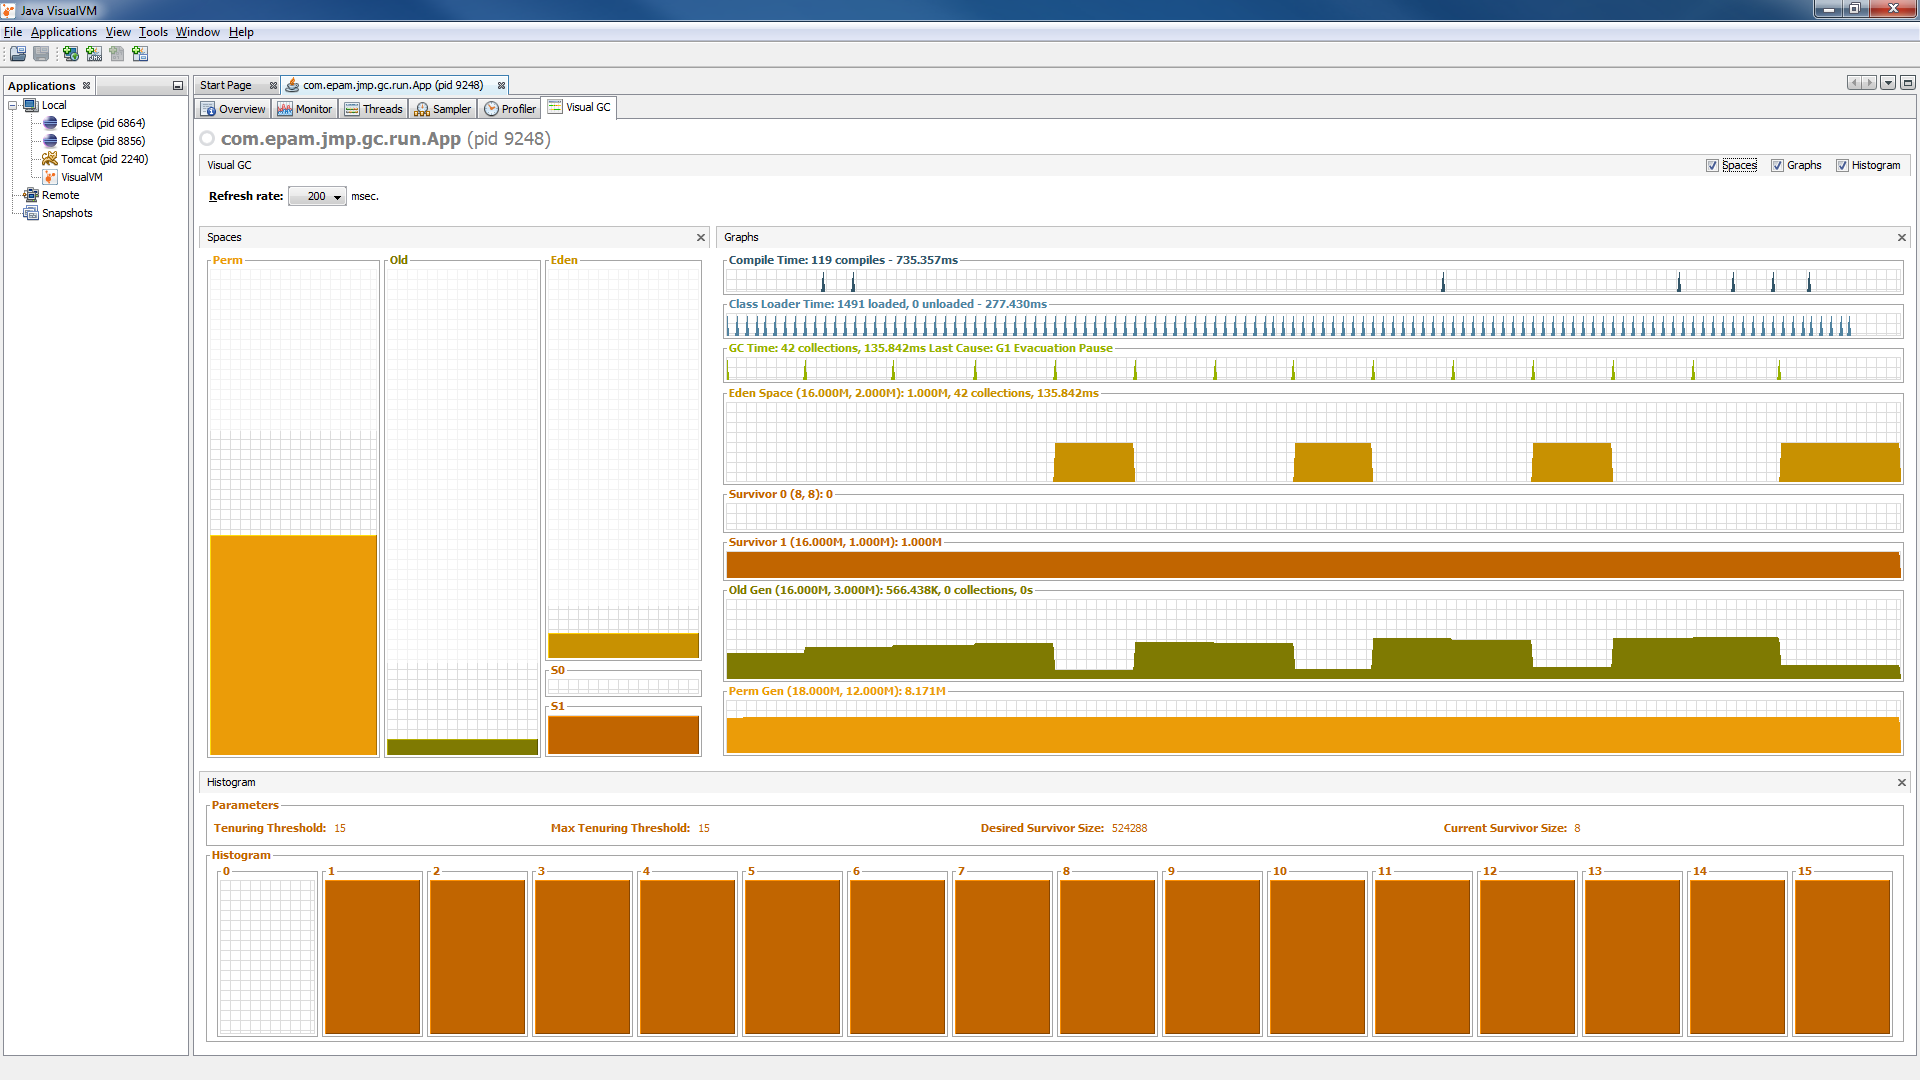 Java VisualVM
File Applications View Tools Window Help
Applications
Local
Eclipse (pid 6864)
Eclipse (pid 8856)
Tomcat (pid 2240)
VisualVM
Remote
Snapshots
Start Page
com.epam.jmp.gc.run.App (pid 9248)
Overview Monitor Threads Sampler Profiler Visual GC
com.epam.jmp.gc.run.App (pid 9248)
Visual GC
Spaces Graphs Histogram
Refresh rate: 200 msec.
Spaces
Perm Old Eden
S0
S1
Graphs
Compile Time: 119 compiles - 735.357ms
Class Loader Time: 1491 loaded, 0 unloaded - 277.430ms
GC Time: 42 collections, 135.842ms Last Cause: G1 Evacuation Pause
Eden Space (16.000M, 2.000M): 1.000M, 42 collections, 135.842ms
Survivor 0 (8, 8): 0
Survivor 1 (16.000M, 1.000M): 1.000M
Old Gen (16.000M, 3.000M): 566.438K, 0 collections, 0s
Perm Gen (18.000M, 12.000M): 8.171M
Histogram
Parameters
Tenuring Threshold: 15 Max Tenuring Threshold: 15 Desired Survivor Size: 524288 Current Survivor Size: 8
Histogram
0 1 2 3 4 5 6 7 8 9 10 11 12 13 14 15